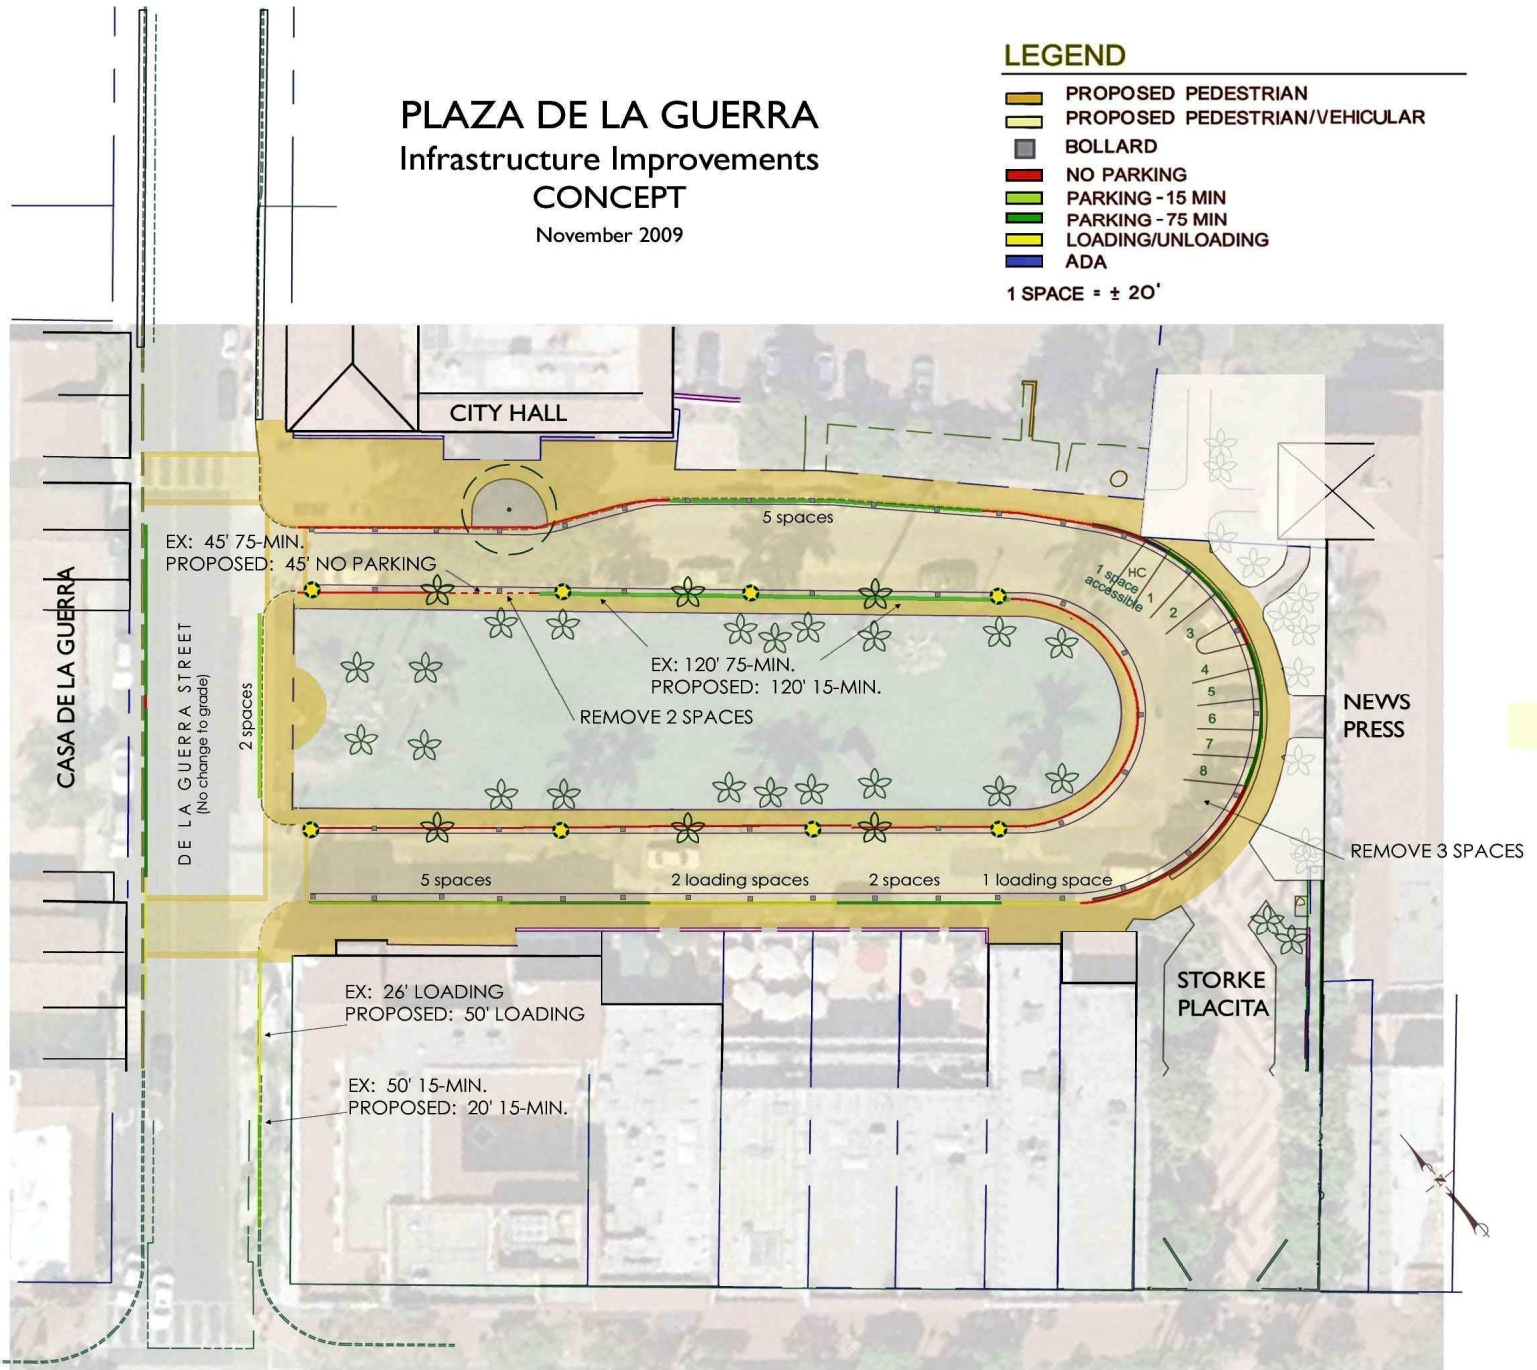 PLAZA DE LA GUERRA
Infrastructure Improvements
CONCEPT
November 2009
LEGEND
PROPOSED PEDESTRIAN
PROPOSED PEDESTRIAN/VEHICULAR
BOLLARD
NO PARKING
PARKING - 15 MIN
PARKING - 75 MIN
LOADING/UNLOADING
ADA
1 SPACE = ± 20'
CITY HALL
5 spaces
EX: 45' 75-MIN.
PROPOSED: 45' NO PARKING
HC
1 space
accessible
1
2
3
4
5
6
7
8
CASA DE LA GUERRA
DE LA GUERRA STREET
(No change to grade)
2 spaces
EX: 120' 75-MIN.
PROPOSED: 120' 15-MIN.
REMOVE 2 SPACES
NEWS
PRESS
REMOVE 3 SPACES
5 spaces
2 loading spaces
2 spaces
1 loading space
STORKE
PLACITA
EX: 26' LOADING
PROPOSED: 50' LOADING
EX: 50' 15-MIN.
PROPOSED: 20' 15-MIN.
N